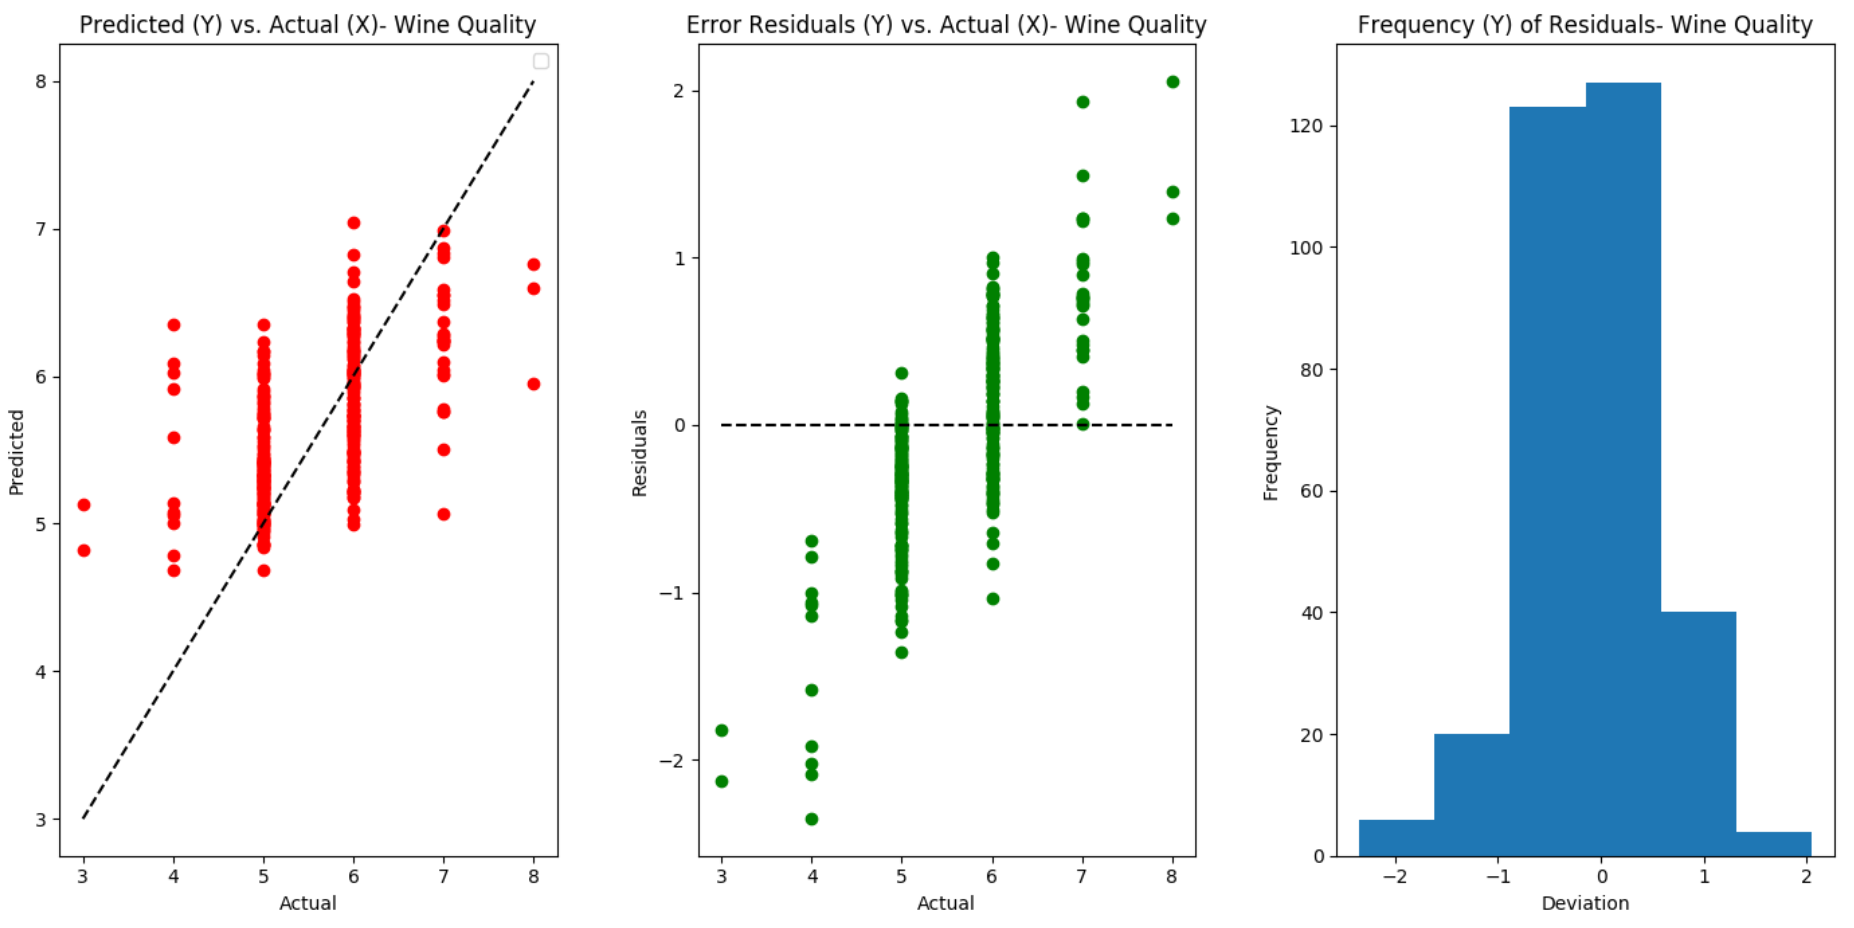 Predicted (Y) vs. Actual (X)- Wine Quality
8
7
6
5
4
3
Predicted
3 4 5 6 7 8
Actual
Error Residuals (Y) vs. Actual (X)- Wine Quality
2
1
0
−1
−2
Residuals
3 4 5 6 7 8
Actual
Frequency (Y) of Residuals- Wine Quality
120
100
80
60
40
20
0
Frequency
−2 −1 0 1 2
Deviation